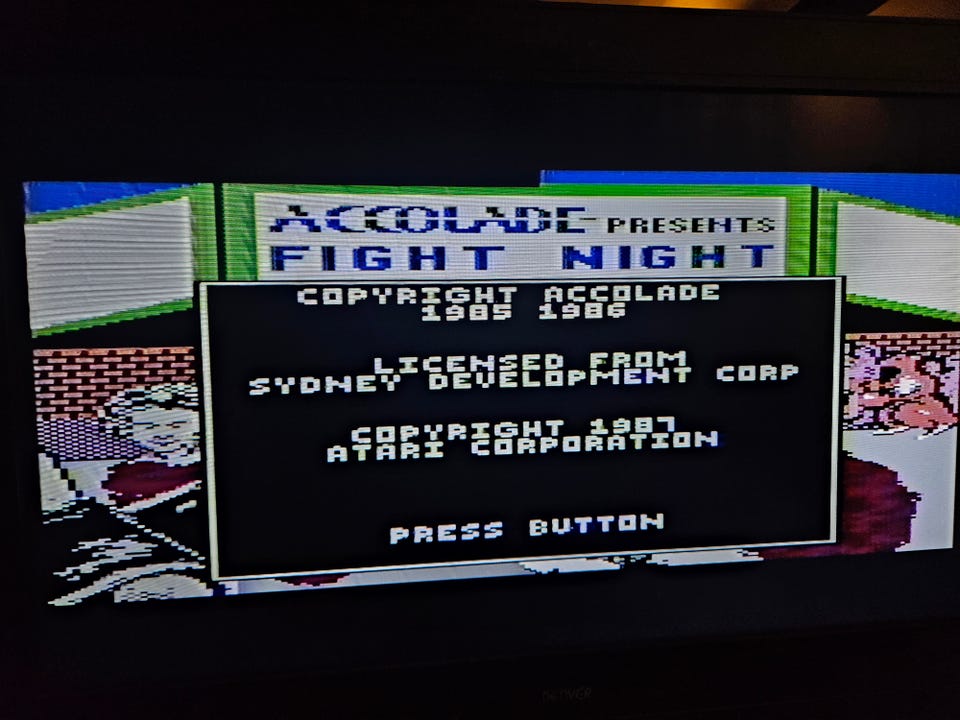 ACCOLADE PRESENTS
FIGHT NIGHT
COPYRIGHT ACCOLADE
1985 1986
LICENSED FROM
SYDNEY DEVELOPMENT CORP
COPYRIGHT 1987
ATARI CORPORATION
PRESS BUTTON
DENVER